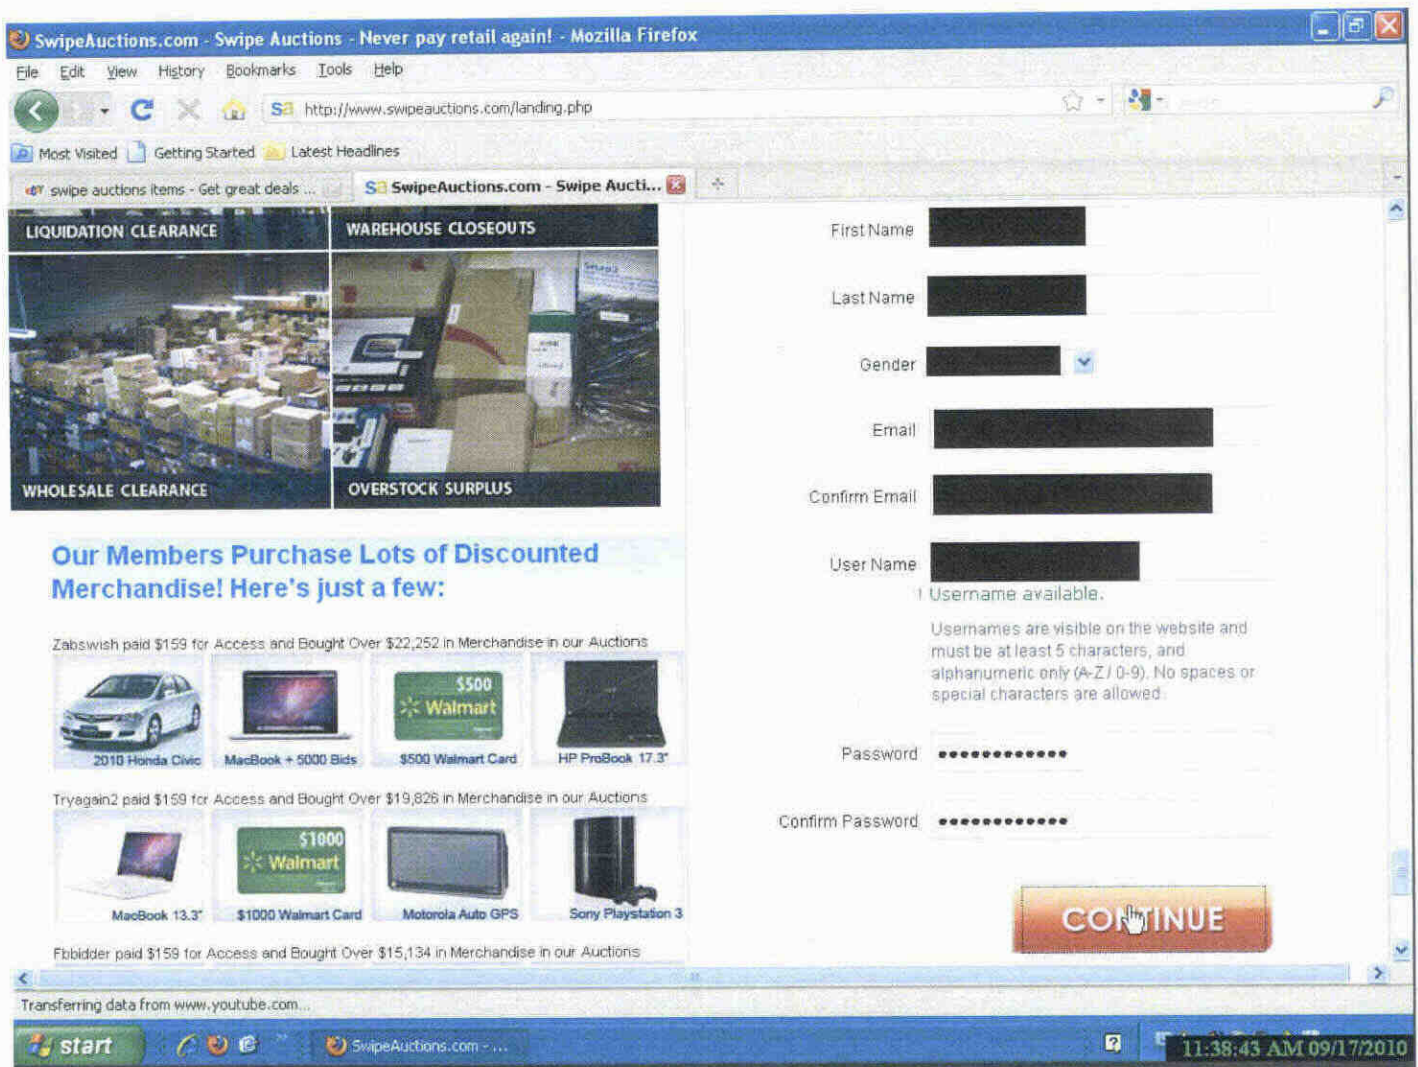 SwipeAuctions.com - Swipe Auctions - Never pay retail again! - Mozilla Firefox
File Edit View History Bookmarks Tools Help
Sa http://www.swipeauctions.com/landing.php
Most Visited Getting Started Latest Headlines
swipe auctions items - Get great deals ...
Sa SwipeAuctions.com - Swipe Aucti...
LIQUIDATION CLEARANCE
WAREHOUSE CLOSEOUTS
WHOLESALE CLEARANCE
OVERSTOCK SURPLUS
Our Members Purchase Lots of Discounted
Merchandise! Here's just a few:
Zabswish paid $159 for Access and Bought Over $22,252 in Merchandise in our Auctions
$500
Walmart
2010 Honda Civic
MacBook + 5000 Bids
$500 Walmart Card
HP ProBook 17.3"
Tryagain2 paid $159 for Access and Bought Over $19,826 in Merchandise in our Auctions
$1000
Walmart
MacBook 13.3"
$1000 Walmart Card
Motorola Auto GPS
Sony Playstation 3
Fbbidder paid $159 for Access and Bought Over $15,134 in Merchandise in our Auctions
First Name
Last Name
Gender
Email
Confirm Email
User Name
! Username available.
Usernames are visible on the website and
must be at least 5 characters, and
alphanumeric only (A-Z / 0-9). No spaces or
special characters are allowed.
Password
Confirm Password
CONTINUE
Transferring data from www.youtube.com...
start
SwipeAuctions.com - ...
11:38:43 AM 09/17/2010